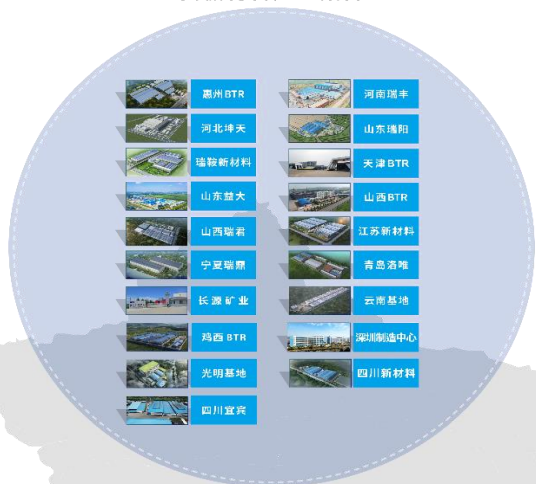 惠州BTR
河南瑞丰
河北坤天
山东瑞阳
瑞鞍新材料
天津BTR
山东益大
山西BTR
山西瑞君
江苏新材料
宁夏瑞鼎
青岛洛唯
长源矿业
云南基地
鸡西BTR
深圳制造中心
光明基地
四川新材料
四川宜宾